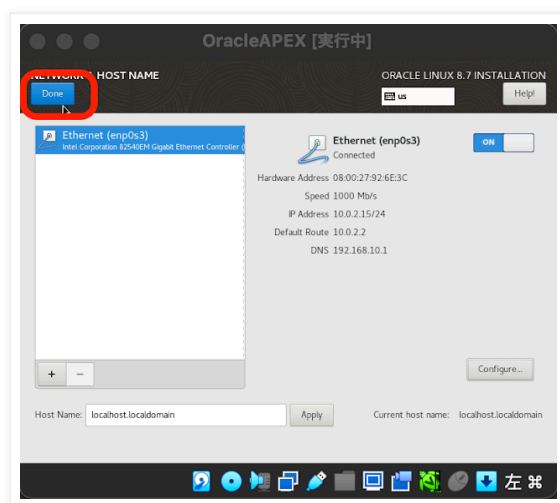 OracleAPEX [実行中]
NETWORK & HOST NAME
ORACLE LINUX 8.7 INSTALLATION
Done
us
Help!
Ethernet (enp0s3)
Intel Corporation 82540EM Gigabit Ethernet Controller (
Ethernet (enp0s3)
Connected
ON
Hardware Address 08:00:27:92:6E:3C
Speed 1000 Mb/s
IP Address 10.0.2.15/24
Default Route 10.0.2.2
DNS 192.168.10.1
+ −
Configure...
Host Name: localhost.localdomain
Apply
Current host name: localhost.localdomain
左 ⌘